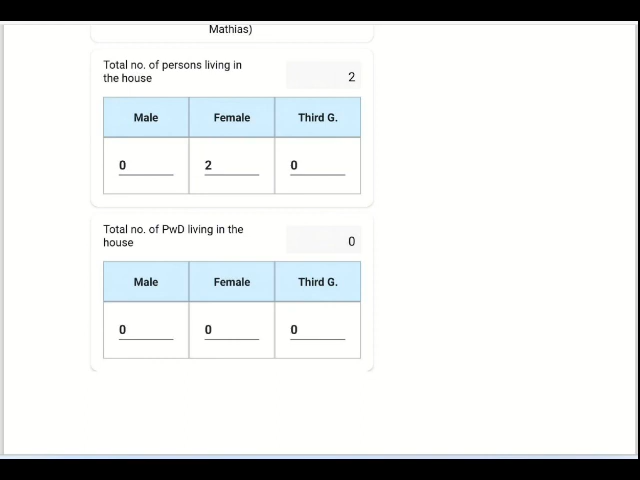 Mathias)
Total no. of persons living in
the house
2
Male Female Third G.
0 2 0
Total no. of PwD living in the
house
0
Male Female Third G.
0 0 0